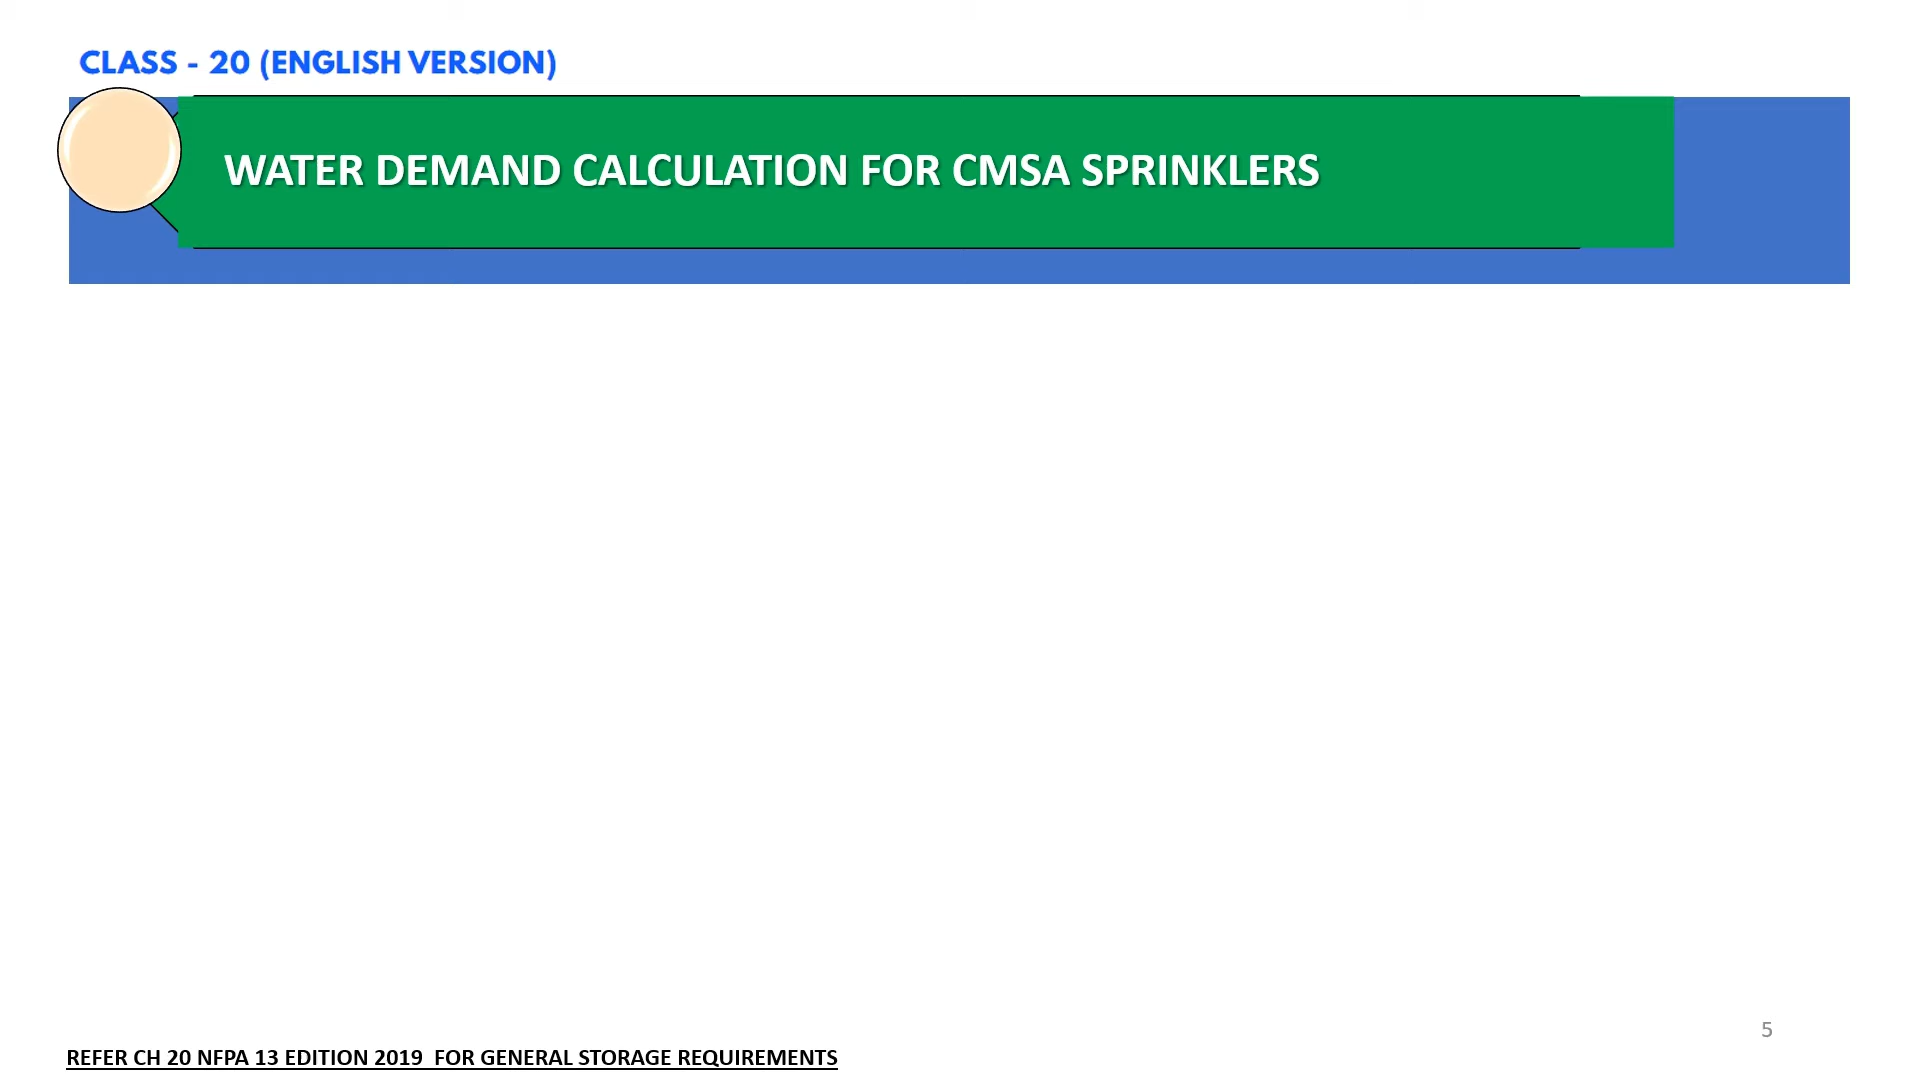 CLASS - 20 (ENGLISH VERSION)
WATER DEMAND CALCULATION FOR CMSA SPRINKLERS
5
REFER CH 20 NFPA 13 EDITION 2019  FOR GENERAL STORAGE REQUIREMENTS